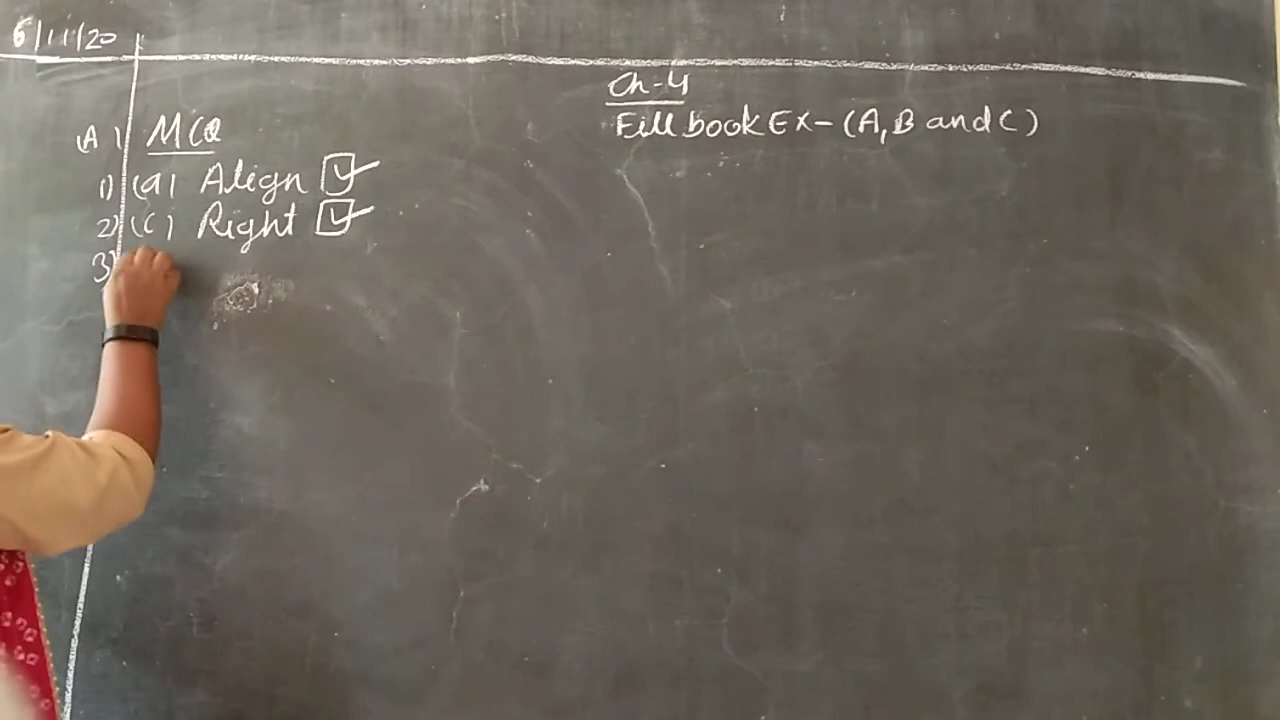 6/11/20
Ch-4
Fill book Ex-(A, B and C)
(A) MCQ
1) (a) Align
2) (c) Right
3)